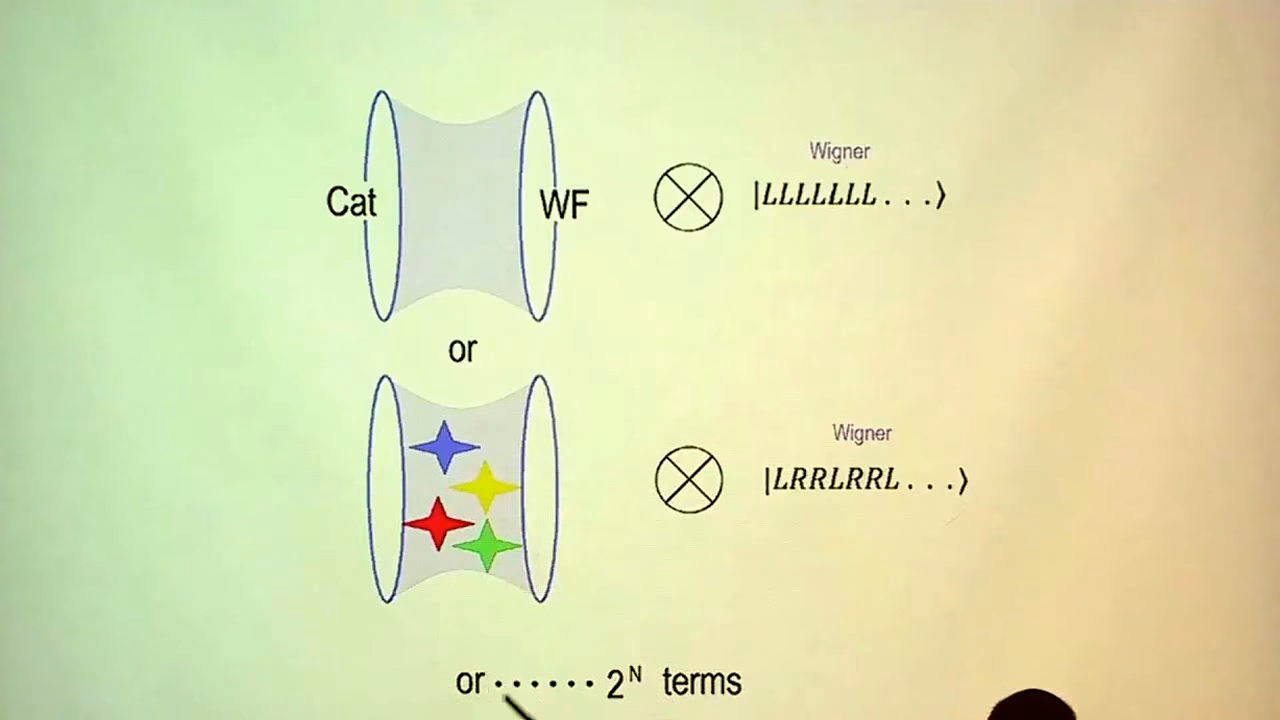 Wigner
Cat WF ⊗ |LLLLLLL...⟩
or
Wigner
⊗ |LRRLRRL...⟩
or ...... 2ᴺ terms